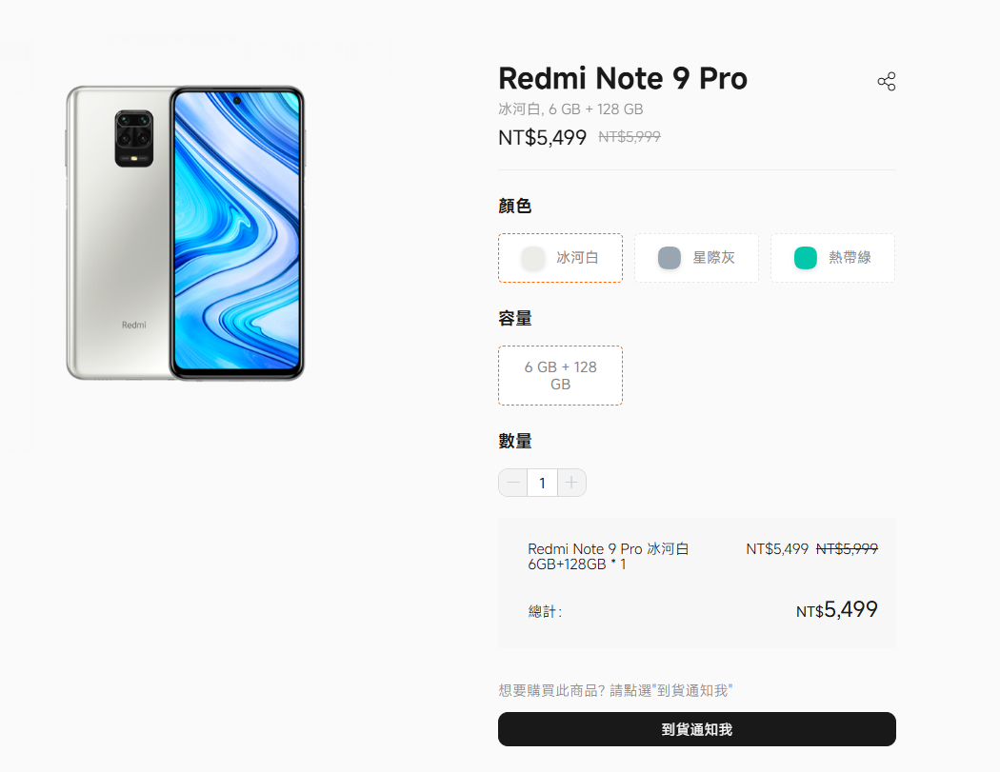 Redmi Note 9 Pro
冰河白, 6 GB + 128 GB
NT$5,499 NT$5,999
顏色
冰河白 星際灰 熱帶綠
容量
6 GB + 128
GB
數量
1
Redmi Note 9 Pro 冰河白 NT$5,499 NT$5,999
6GB+128GB * 1
總計: NT$5,499
想要購買此商品? 請點選"到貨通知我"
到貨通知我
Redmi